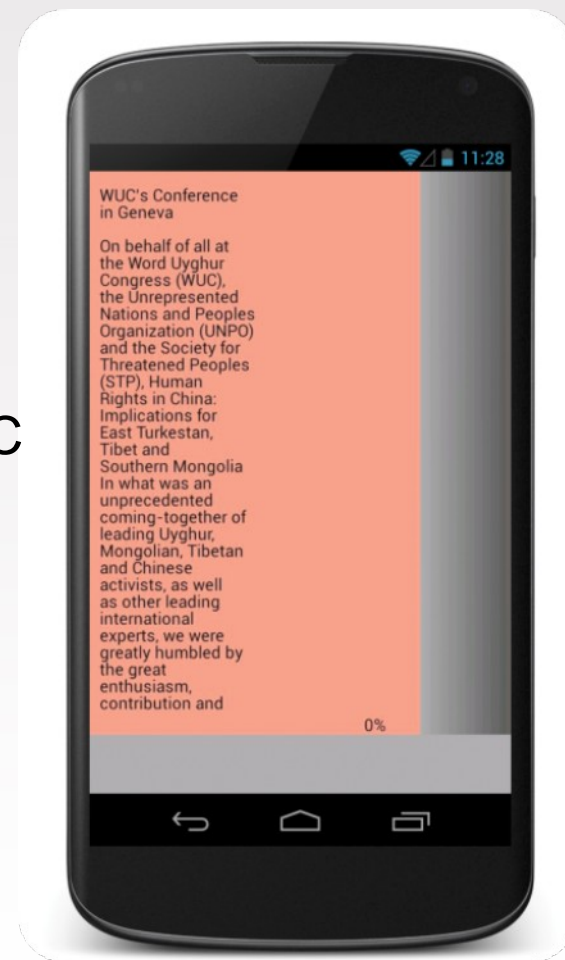 11:28
WUC's Conference
in Geneva
On behalf of all at
the Word Uyghur
Congress (WUC),
the Unrepresented
Nations and Peoples
Organization (UNPO)
and the Society for
Threatened Peoples
(STP), Human
Rights in China:
Implications for
East Turkestan,
Tibet and
Southern Mongolia
In what was an
unprecedented
coming-together of
leading Uyghur,
Mongolian, Tibetan
and Chinese
activists, as well
as other leading
international
experts, we were
greatly humbled by
the great
enthusiasm,
contribution and
0%
C